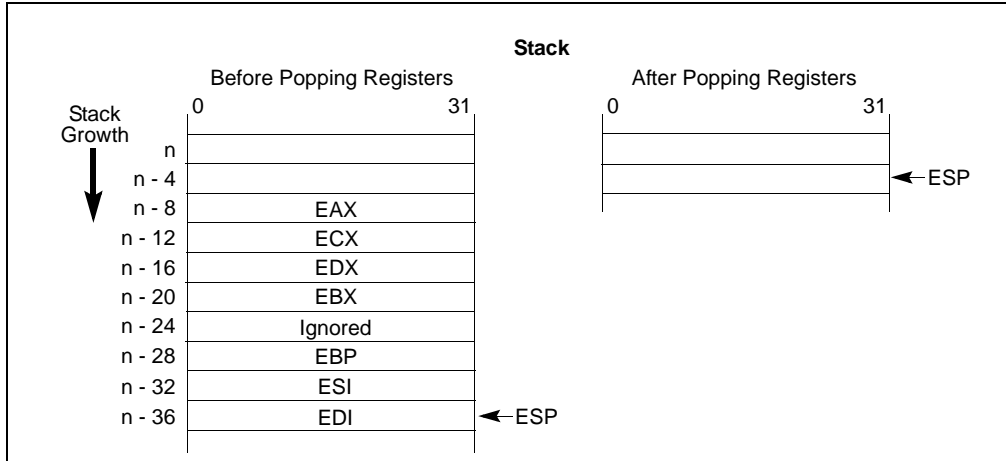 Stack
Before Popping Registers
After Popping Registers
0 31
0 31
Stack
Growth
n
n - 4
ESP
n - 8 EAX
n - 12 ECX
n - 16 EDX
n - 20 EBX
n - 24 Ignored
n - 28 EBP
n - 32 ESI
n - 36 EDI ESP